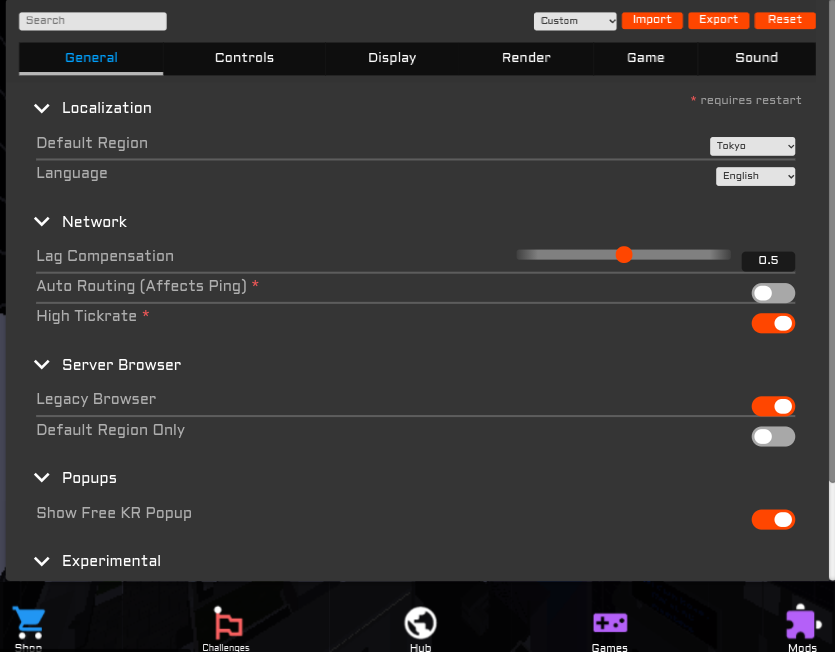 Search
Custom
Import
Export
Reset
General
Controls
Display
Render
Game
Sound
Localization
* requires restart
Default Region
Tokyo
Language
English
Network
Lag Compensation
0.5
Auto Routing (Affects Ping) *
High Tickrate *
Server Browser
Legacy Browser
Default Region Only
Popups
Show Free KR Popup
Experimental
Shop
Challenges
Hub
Games
Mods